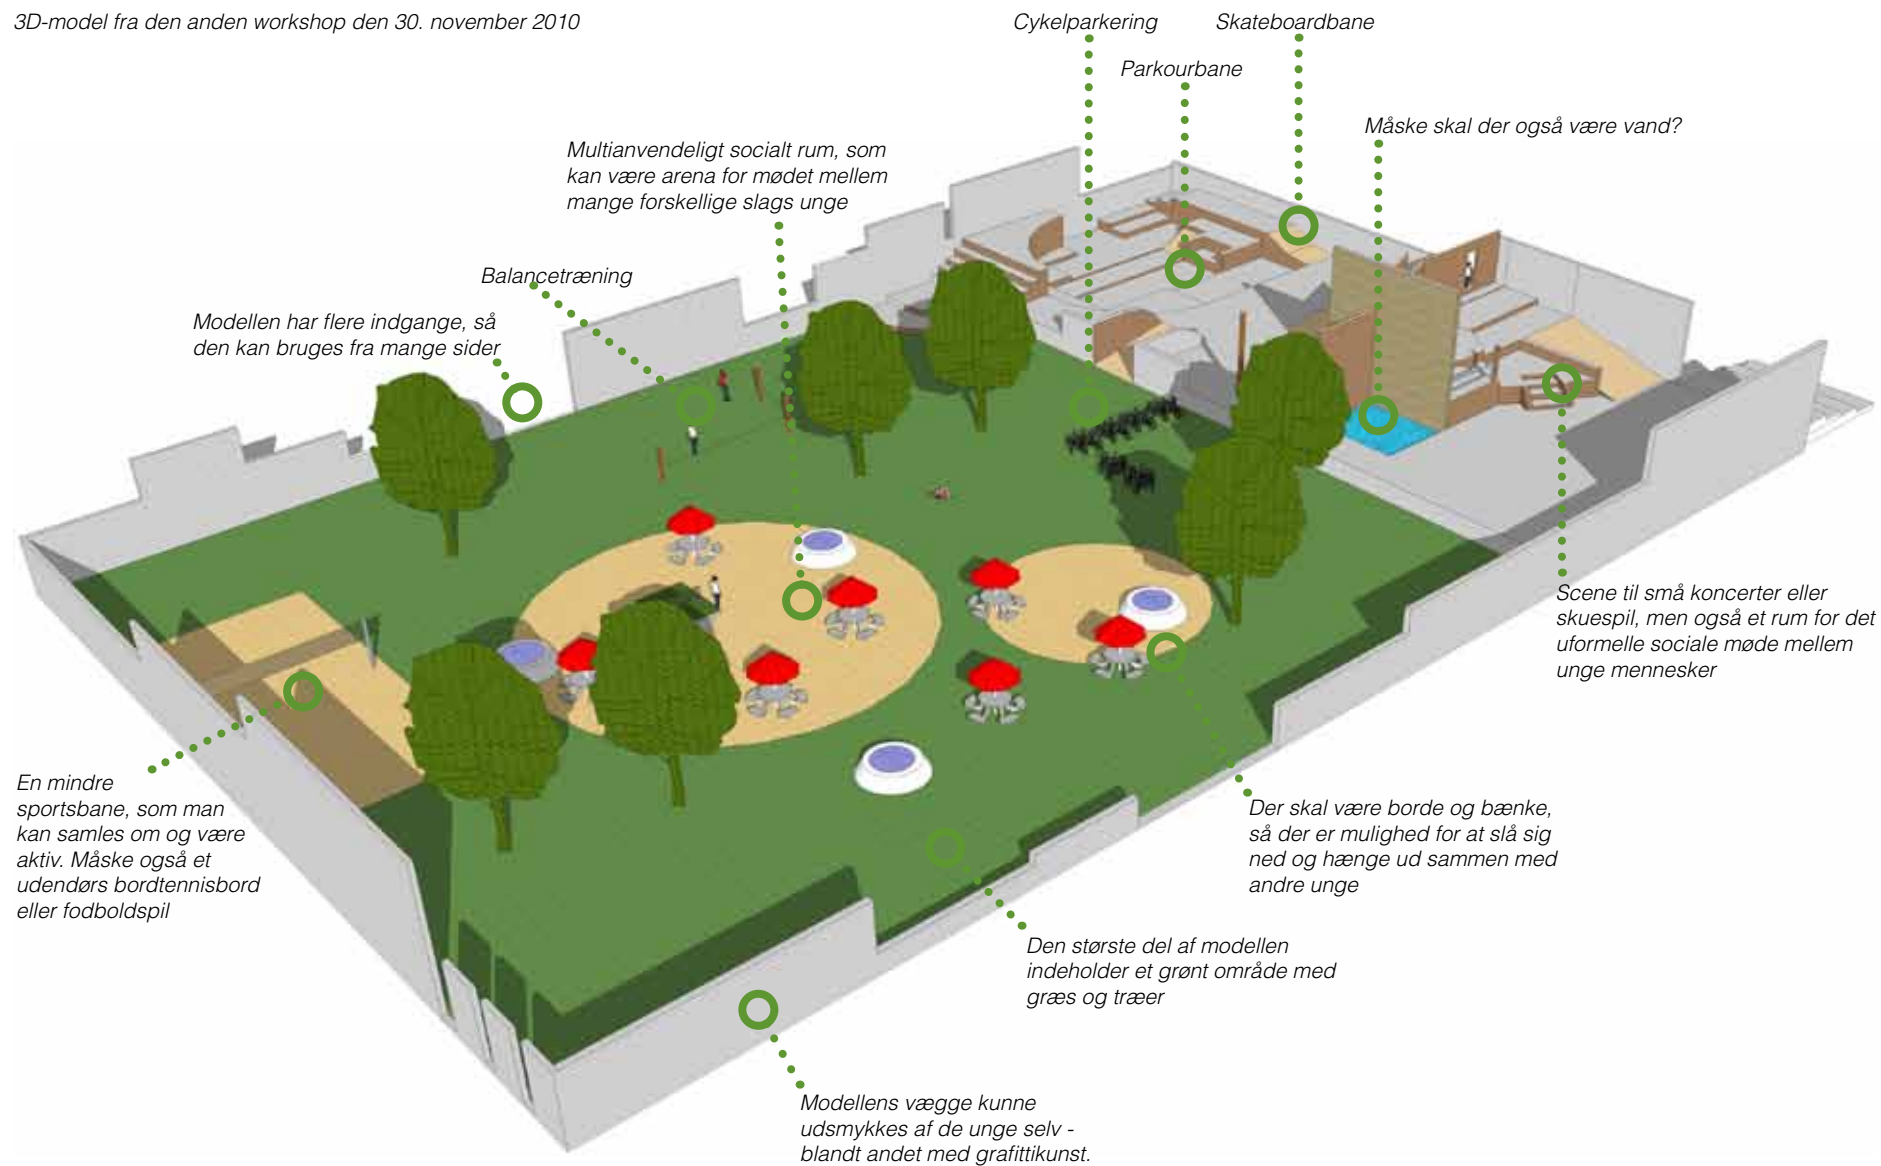 3D-model fra den anden workshop den 30. november 2010
Cykelparkering
Skateboardbane
Parkourbane
Måske skal der også være vand?
Multianvendeligt socialt rum, som
kan være arena for mødet mellem
mange forskellige slags unge
Balancetræning
Modellen har flere indgange, så
den kan bruges fra mange sider
Scene til små koncerter eller
skuespil, men også et rum for det
uformelle sociale møde mellem
unge mennesker
En mindre
sportsbane, som man
kan samles om og være
aktiv. Måske også et
udendørs bordtennisbord
eller fodboldspil
Der skal være borde og bænke,
så der er mulighed for at slå sig
ned og hænge ud sammen med
andre unge
Den største del af modellen
indeholder et grønt område med
græs og træer
Modellens vægge kunne
udsmykkes af de unge selv -
blandt andet med grafittikunst.